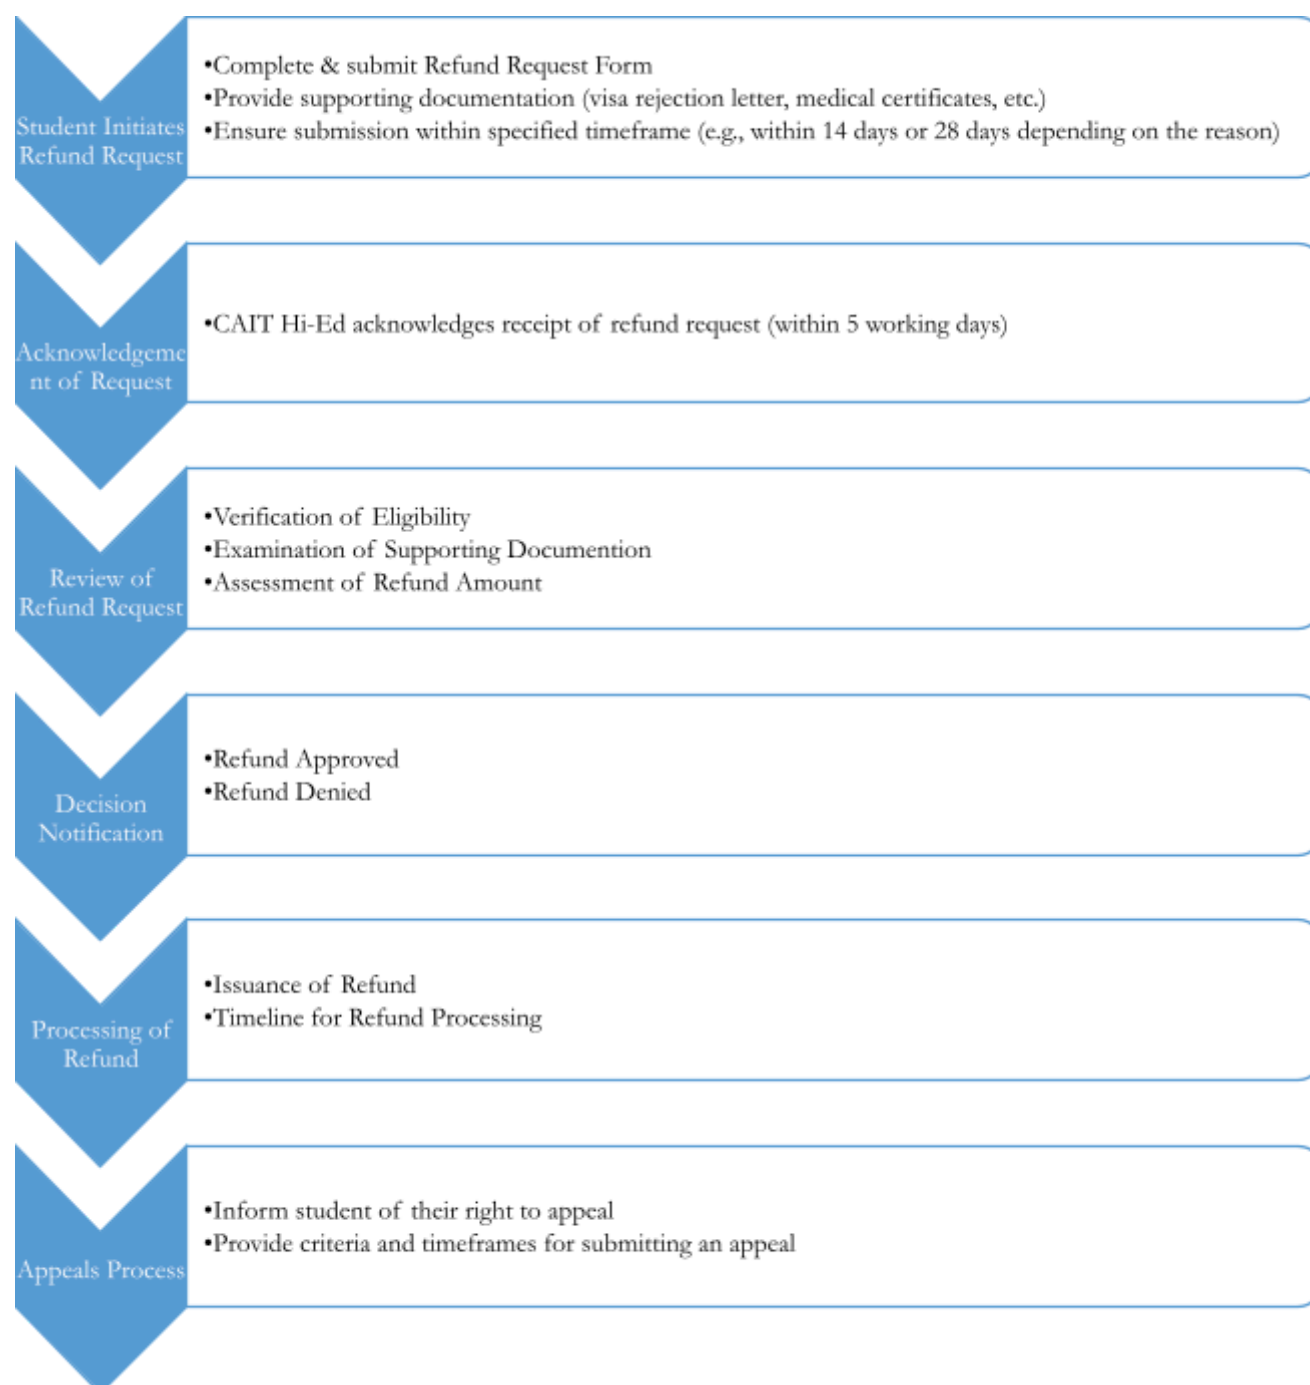 Student Initiates
Refund Request
•Complete & submit Refund Request Form
•Provide supporting documentation (visa rejection letter, medical certificates, etc.)
•Ensure submission within specified timeframe (e.g., within 14 days or 28 days depending on the reason)
Acknowledgeme
nt of Request
•CAIT Hi-Ed acknowledges receipt of refund request (within 5 working days)
Review of
Refund Request
•Verification of Eligibility
•Examination of Supporting Documention
•Assessment of Refund Amount
Decision
Notification
•Refund Approved
•Refund Denied
Processing of
Refund
•Issuance of Refund
•Timeline for Refund Processing
Appeals Process
•Inform student of their right to appeal
•Provide criteria and timeframes for submitting an appeal